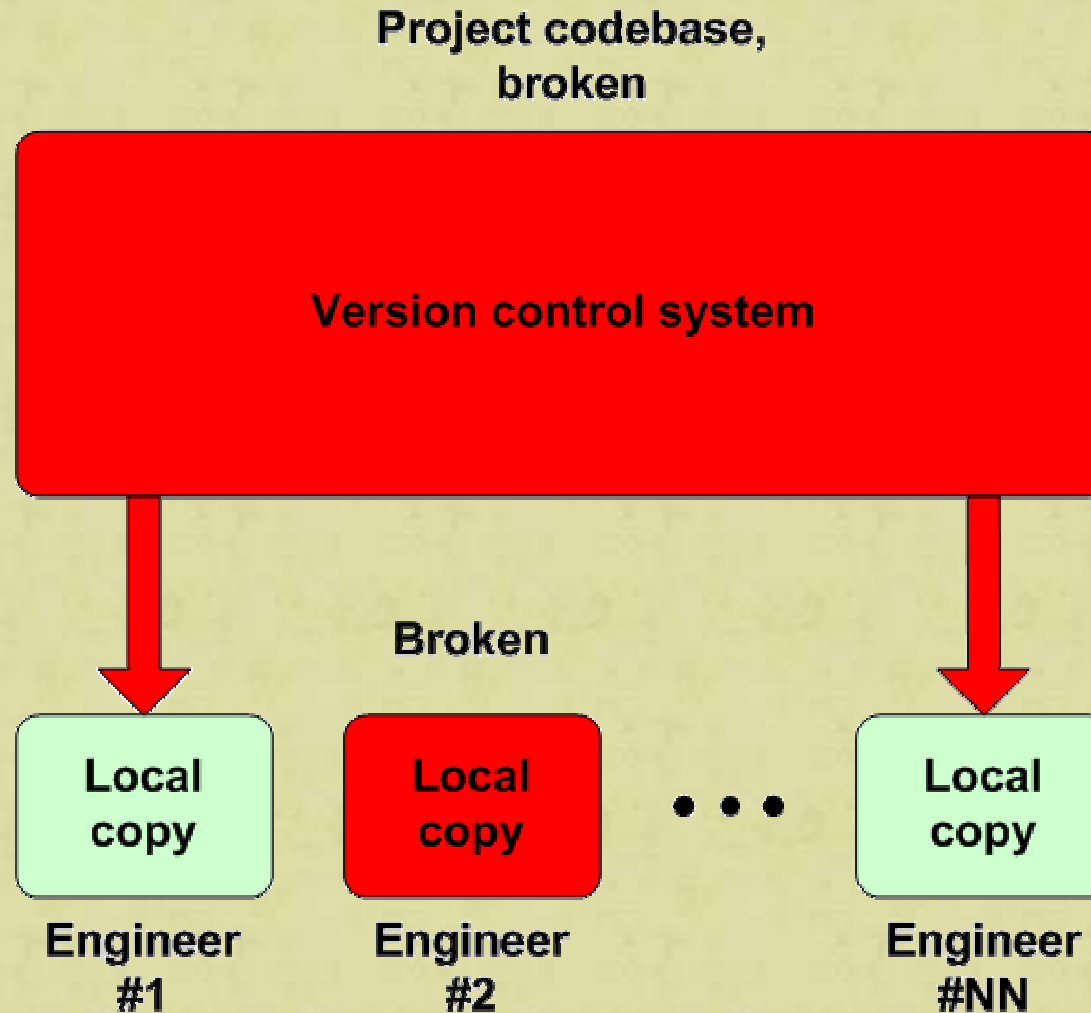 Project codebase,
broken
Version control system
Broken
Local
copy
Local
copy
Local
copy
Engineer
#1
Engineer
#2
Engineer
#NN